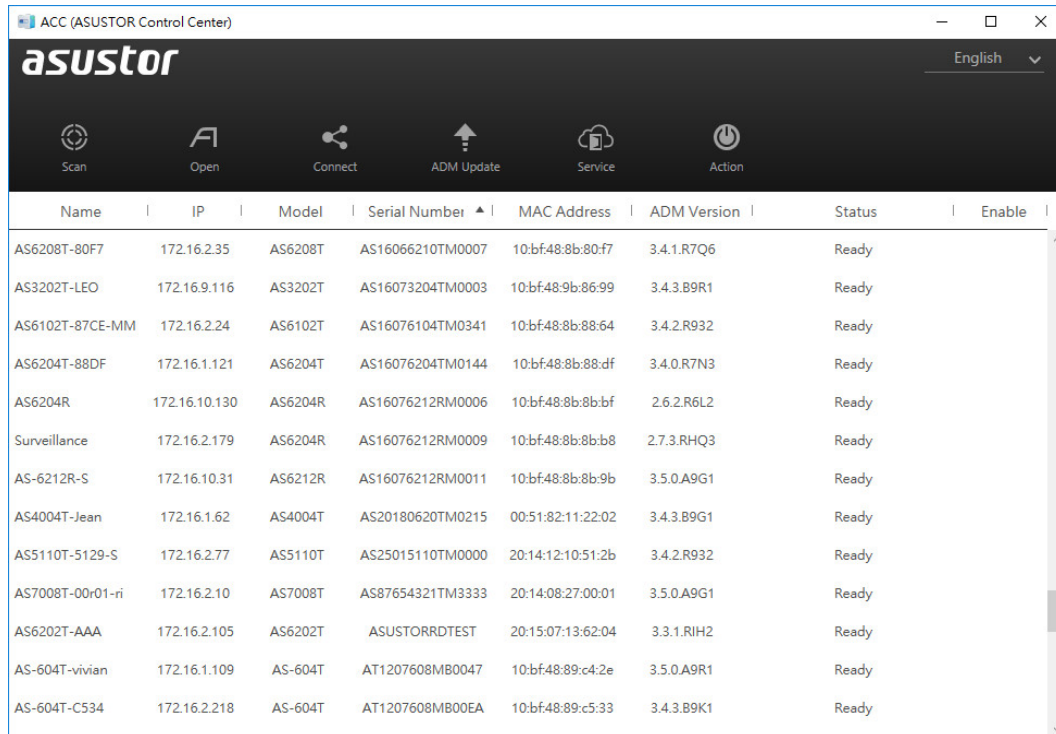 ACC (ASUSTOR Control Center)
asustor
English
Scan Open Connect ADM Update Service Action
Name IP Model Serial Number MAC Address ADM Version Status Enable
AS6208T-80F7 172.16.2.35 AS6208T AS16066210TM0007 10:bf:48:8b:80:f7 3.4.1.R7Q6 Ready
AS3202T-LEO 172.16.9.116 AS3202T AS16073204TM0003 10:bf:48:9b:86:99 3.4.3.B9R1 Ready
AS6102T-87CE-MM 172.16.2.24 AS6102T AS16076104TM0341 10:bf:48:8b:88:64 3.4.2.R932 Ready
AS6204T-88DF 172.16.1.121 AS6204T AS16076204TM0144 10:bf:48:8b:88:df 3.4.0.R7N3 Ready
AS6204R 172.16.10.130 AS6204R AS16076212RM0006 10:bf:48:8b:8b:bf 2.6.2.R6L2 Ready
Surveillance 172.16.2.179 AS6204R AS16076212RM0009 10:bf:48:8b:8b:b8 2.7.3.RHQ3 Ready
AS-6212R-S 172.16.10.31 AS6212R AS16076212RM0011 10:bf:48:8b:8b:9b 3.5.0.A9G1 Ready
AS4004T-Jean 172.16.1.62 AS4004T AS20180620TM0215 00:51:82:11:22:02 3.4.3.B9G1 Ready
AS5110T-5129-S 172.16.2.77 AS5110T AS25015110TM0000 20:14:12:10:51:2b 3.4.2.R932 Ready
AS7008T-00r01-ri 172.16.2.10 AS7008T AS87654321TM3333 20:14:08:27:00:01 3.5.0.A9G1 Ready
AS6202T-AAA 172.16.2.105 AS6202T ASUSTORRDTEST 20:15:07:13:62:04 3.3.1.RIH2 Ready
AS-604T-vivian 172.16.1.109 AS-604T AT1207608MB0047 10:bf:48:89:c4:2e 3.5.0.A9R1 Ready
AS-604T-C534 172.16.2.218 AS-604T AT1207608MB00EA 10:bf:48:89:c5:33 3.4.3.B9K1 Ready